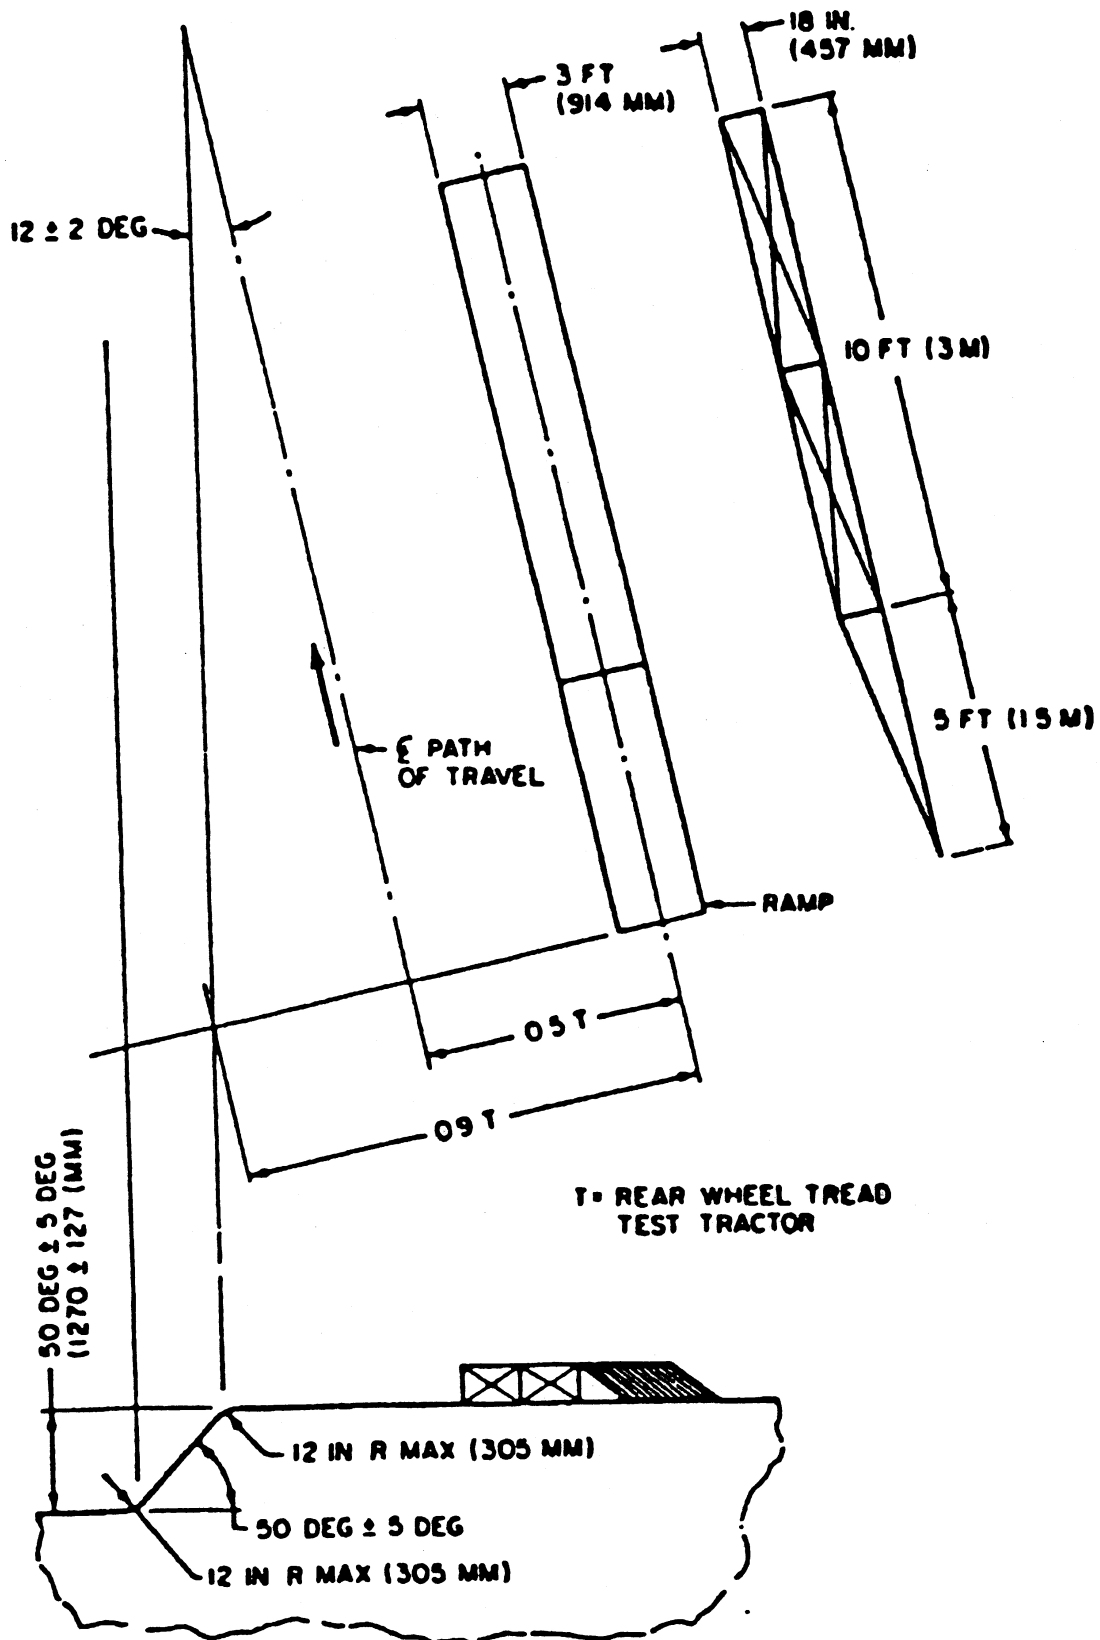 18 IN.
(457 MM)
3 FT
(914 MM)
12 ± 2 DEG
10 FT (3 M)
5 FT (1 5 M)
℄ PATH
OF TRAVEL
RAMP
0 5 T
0 9 T
T= REAR WHEEL TREAD
TEST TRACTOR
50 DEG ± 5 DEG
(1270 ± 127 (MM)
12 IN R MAX (305 MM)
50 DEG ± 5 DEG
12 IN R MAX (305 MM)